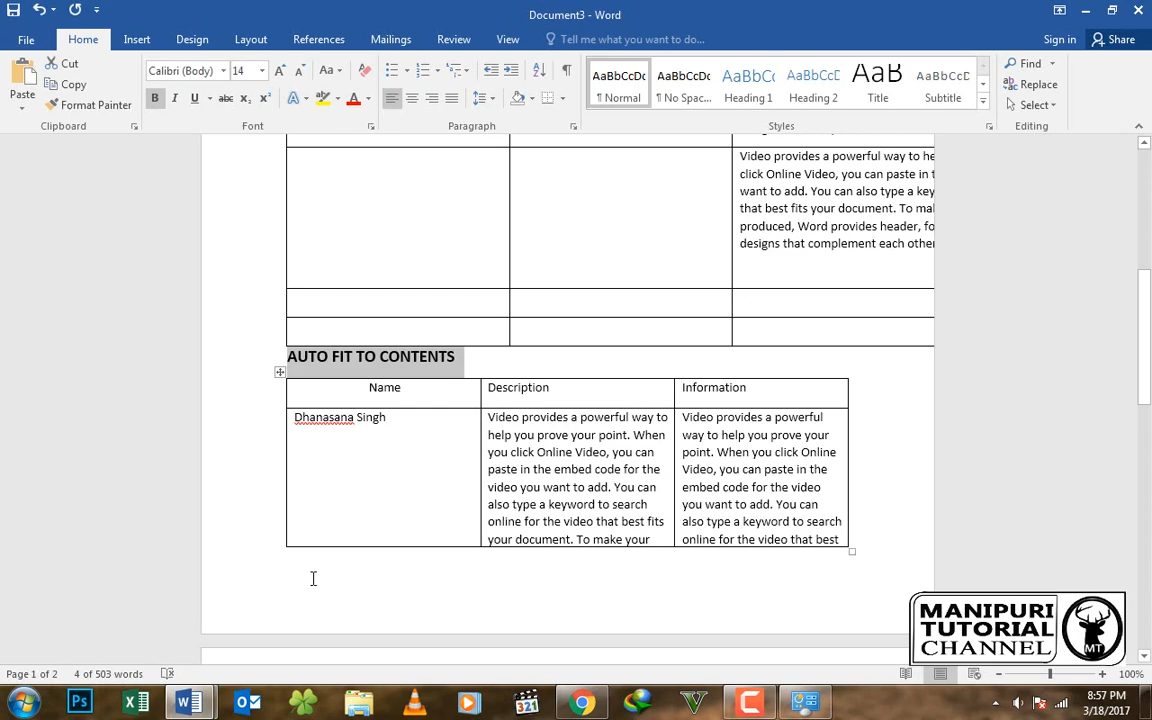 Document3 - Word
File Home Insert Design Layout References Mailings Review View Tell me what you want to do... Sign in Share
Paste
Cut
Copy
Format Painter
Clipboard
Calibri (Body) 14
Font
Paragraph
AaBbCcDc AaBbCcDc AaBbCc AaBbCcD AaB AaBbCcD
¶ Normal ¶ No Spac... Heading 1 Heading 2 Title Subtitle
Styles
Find
Replace
Select
Editing
Video provides a powerful way to he
click Online Video, you can paste in t
want to add. You can also type a key
that best fits your document. To mak
produced, Word provides header, fo
designs that complement each other
AUTO FIT TO CONTENTS
Name Description Information
Dhanasana Singh
Video provides a powerful way to
help you prove your point. When
you click Online Video, you can
paste in the embed code for the
video you want to add. You can
also type a keyword to search
online for the video that best fits
your document. To make your
Video provides a powerful
way to help you prove your
point. When you click Online
Video, you can paste in the
embed code for the video
you want to add. You can
also type a keyword to search
online for the video that best
MANIPURI
TUTORIAL
CHANNEL
MT
Page 1 of 2 4 of 503 words 100%
8:57 PM
3/18/2017